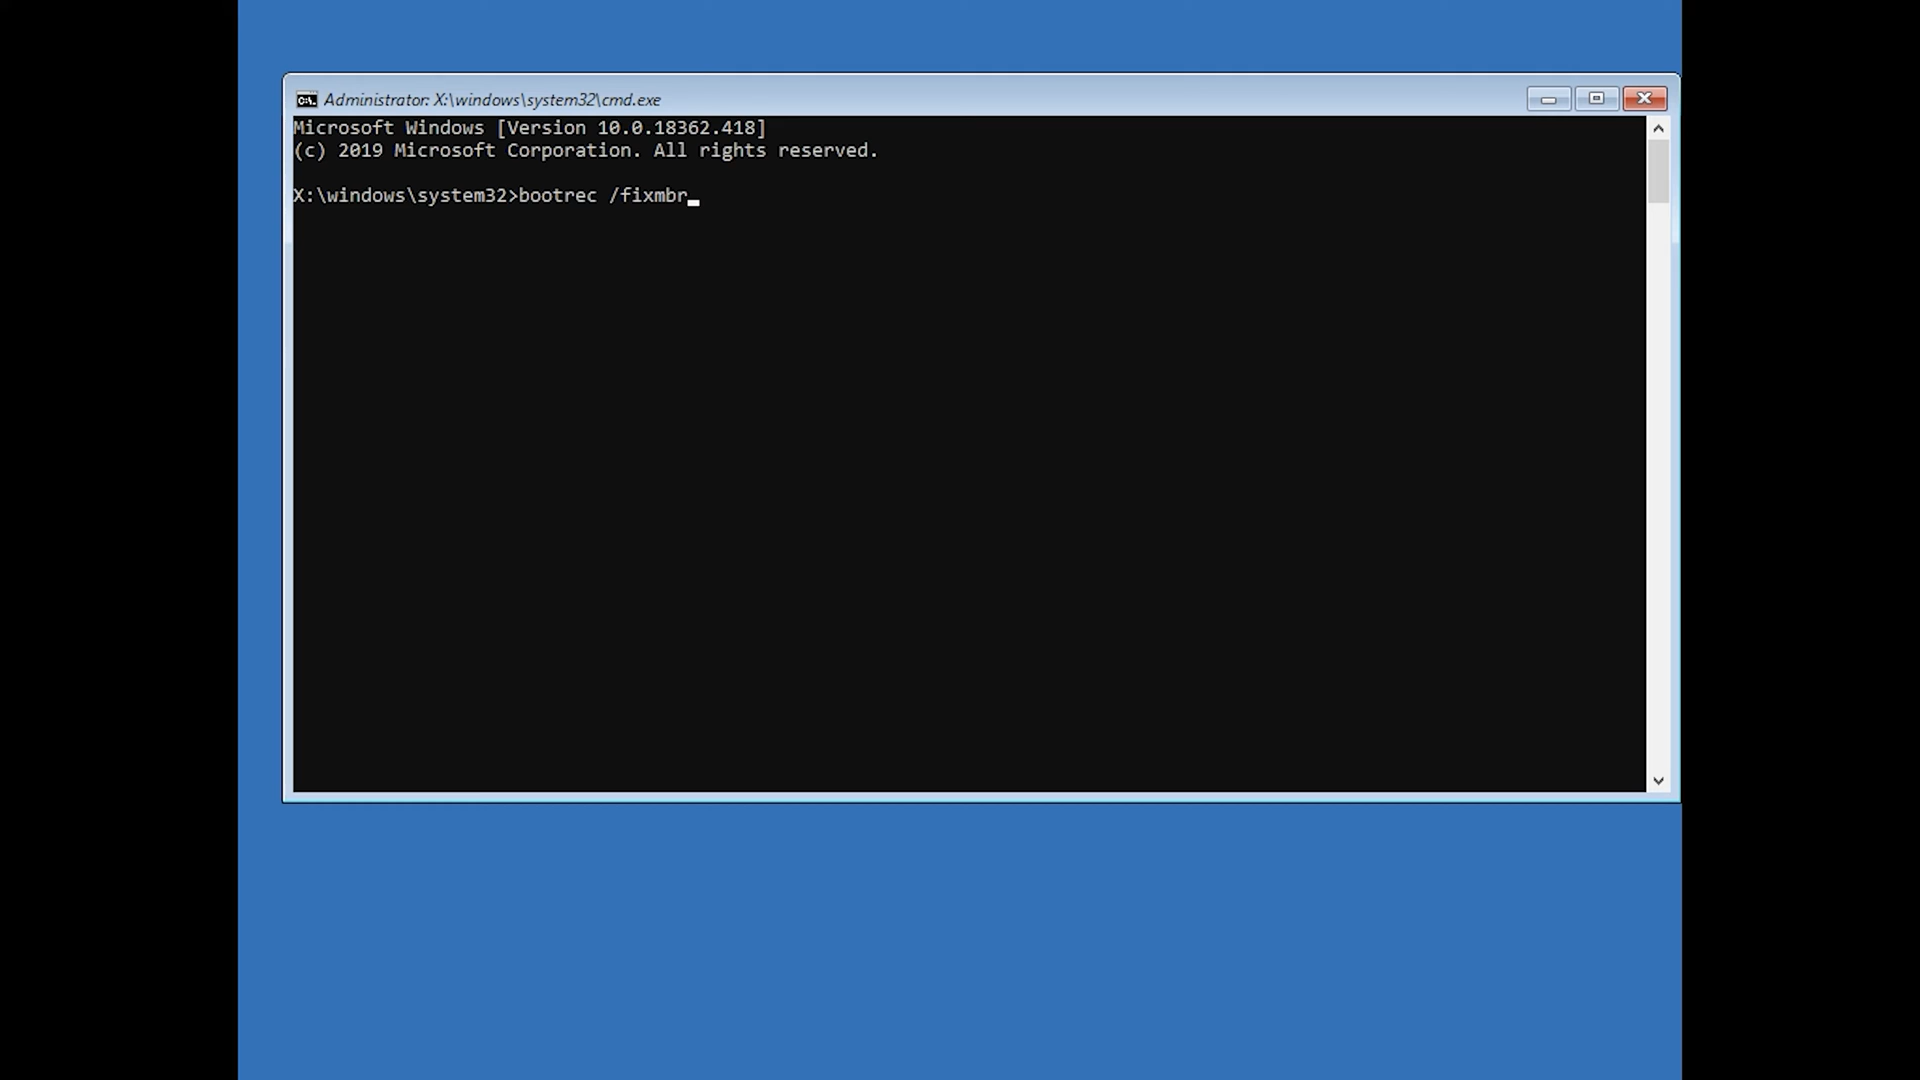 Administrator: X:\windows\system32\cmd.exe
Microsoft Windows [Version 10.0.18362.418]
(c) 2019 Microsoft Corporation. All rights reserved.
X:\windows\system32>bootrec /fixmbr